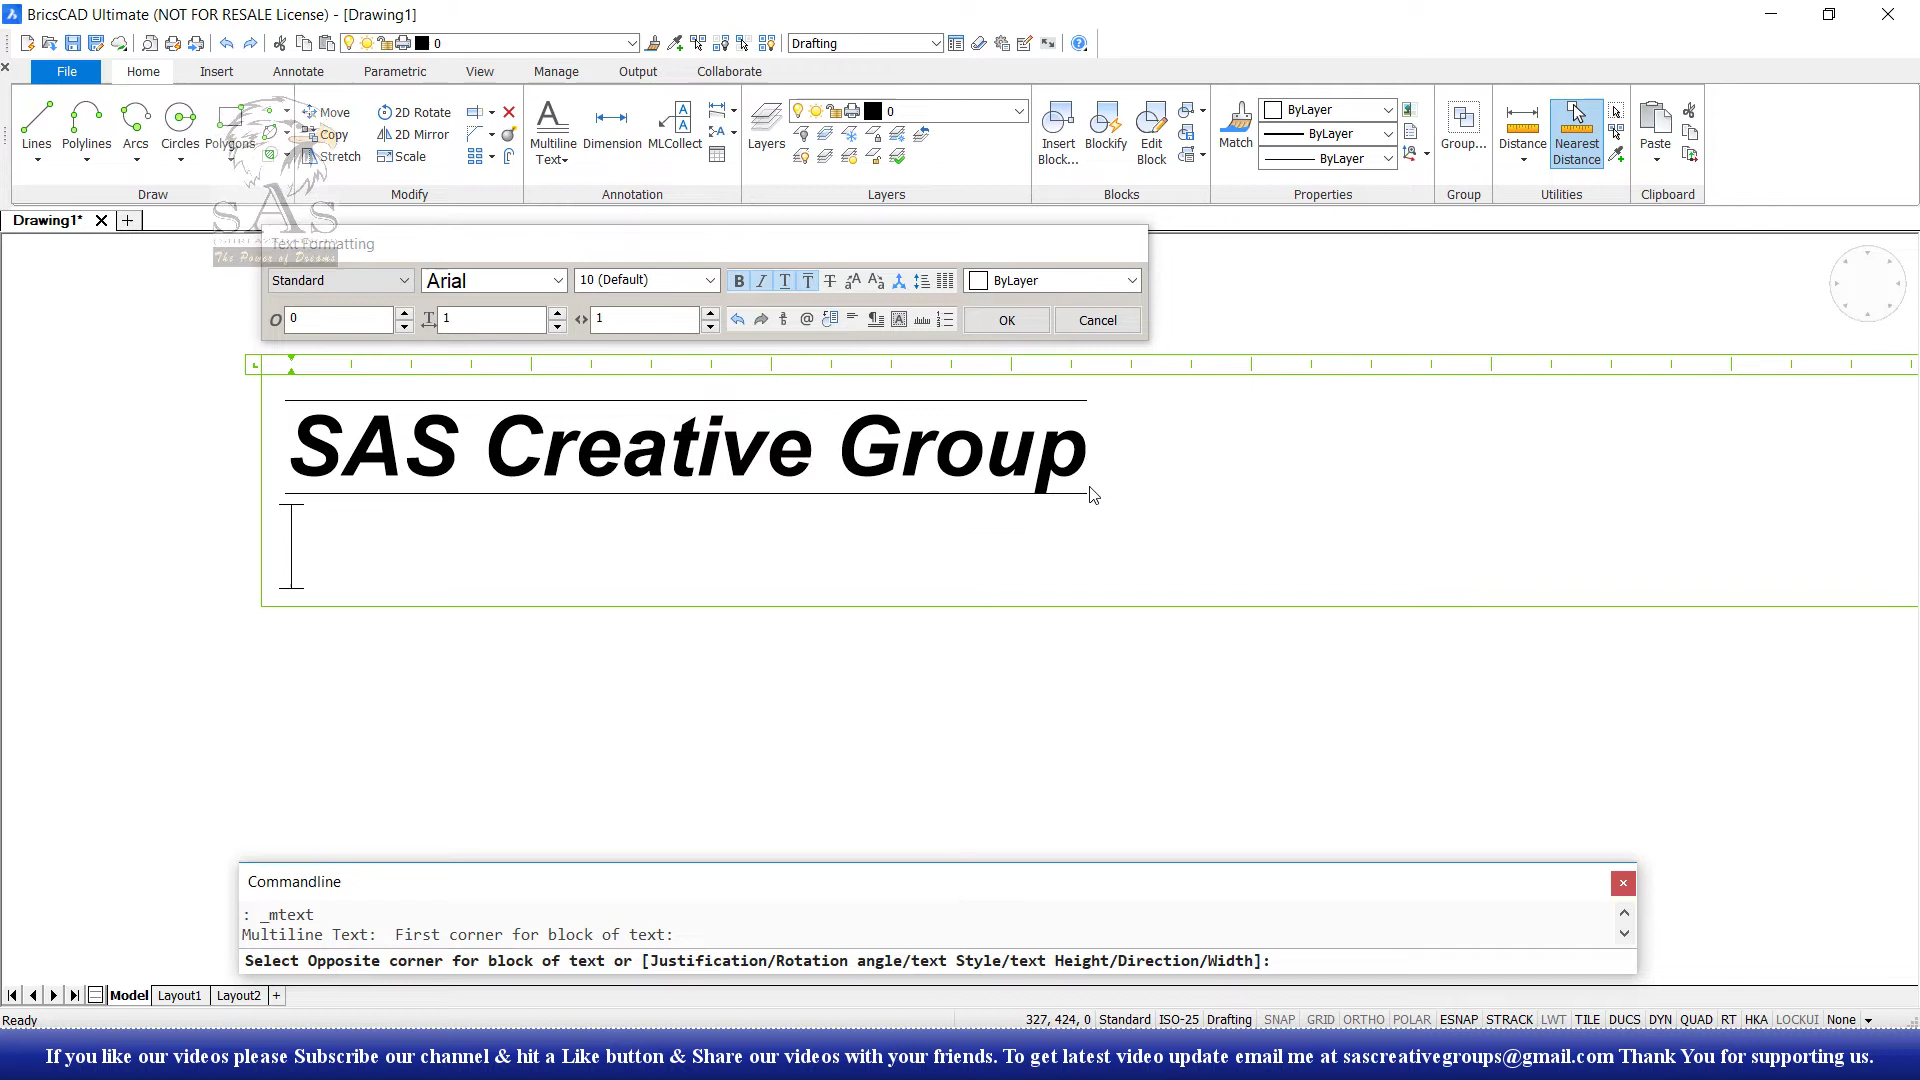 BricsCAD Ultimate (NOT FOR RESALE License) - [Drawing1]
0
Drafting
File Home Insert Annotate Parametric View Manage Output Collaborate
Lines Polylines Arcs Circles Polygons
Move Copy Stretch
2D Rotate 2D Mirror Scale
Multiline Text Dimension MLCollect
Layers
0
Insert Block... Blockify Edit Block
Match
ByLayer
ByLayer
ByLayer
Group...
Distance Nearest Distance
Paste
Draw Modify Annotation Layers Blocks Properties Group Utilities Clipboard
Drawing1*
sAs
The Power of Dreams
Text Formatting
Standard Arial 10 (Default) ByLayer
0 1 1 OK Cancel
SAS Creative Group
Commandline
: _mtext
Multiline Text:  First corner for block of text:
Select Opposite corner for block of text or [Justification/Rotation angle/text Style/text Height/Direction/Width]:
Model Layout1 Layout2 +
Ready
327, 424, 0 Standard ISO-25 Drafting SNAP GRID ORTHO POLAR ESNAP STRACK LWT TILE DUCS DYN QUAD RT HKA LOCKUI None
If you like our videos please Subscribe our channel & hit a Like button & Share our videos with your friends. To get latest video update email me at sascreativegroups@gmail.com Thank You for supporting us.